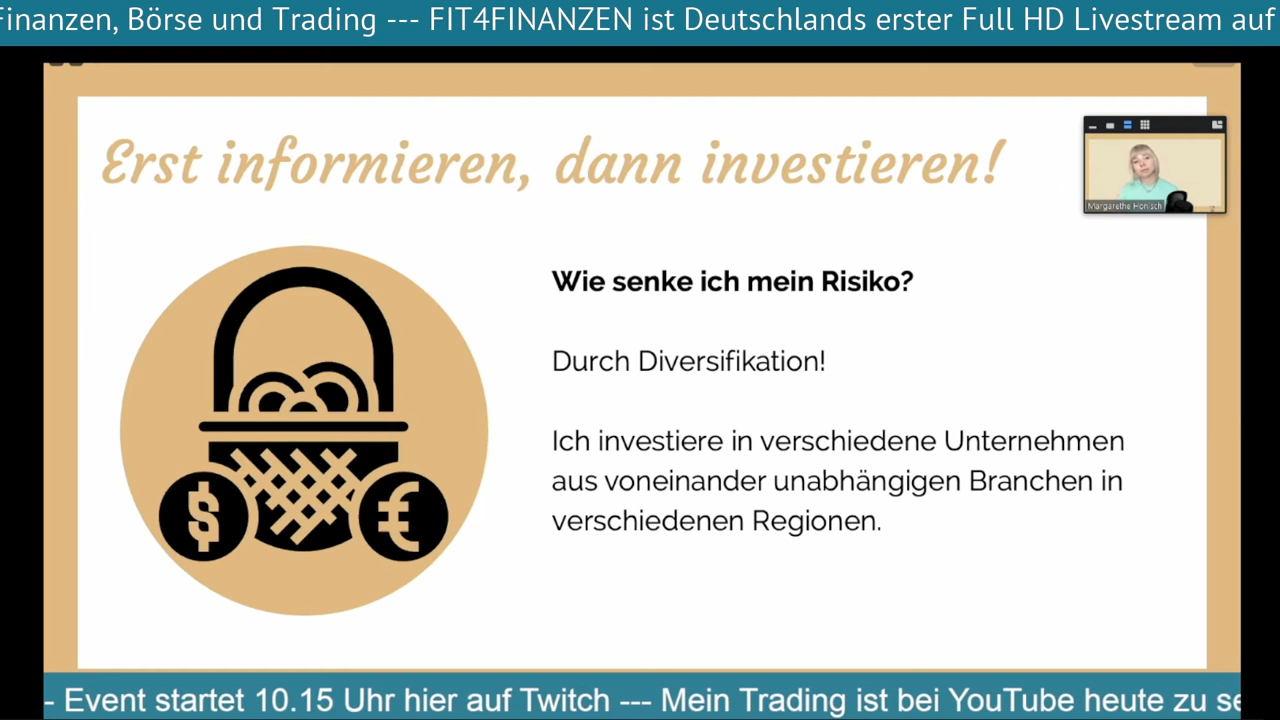 Finanzen, Börse und Trading --- FIT4FINANZEN ist Deutschlands erster Full HD Livestream auf
Erst informieren, dann investieren!
Margarethe Honisch
Wie senke ich mein Risiko?
Durch Diversifikation!
Ich investiere in verschiedene Unternehmen
aus voneinander unabhängigen Branchen in
verschiedenen Regionen.
$ €
- Event startet 10.15 Uhr hier auf Twitch --- Mein Trading ist bei YouTube heute zu